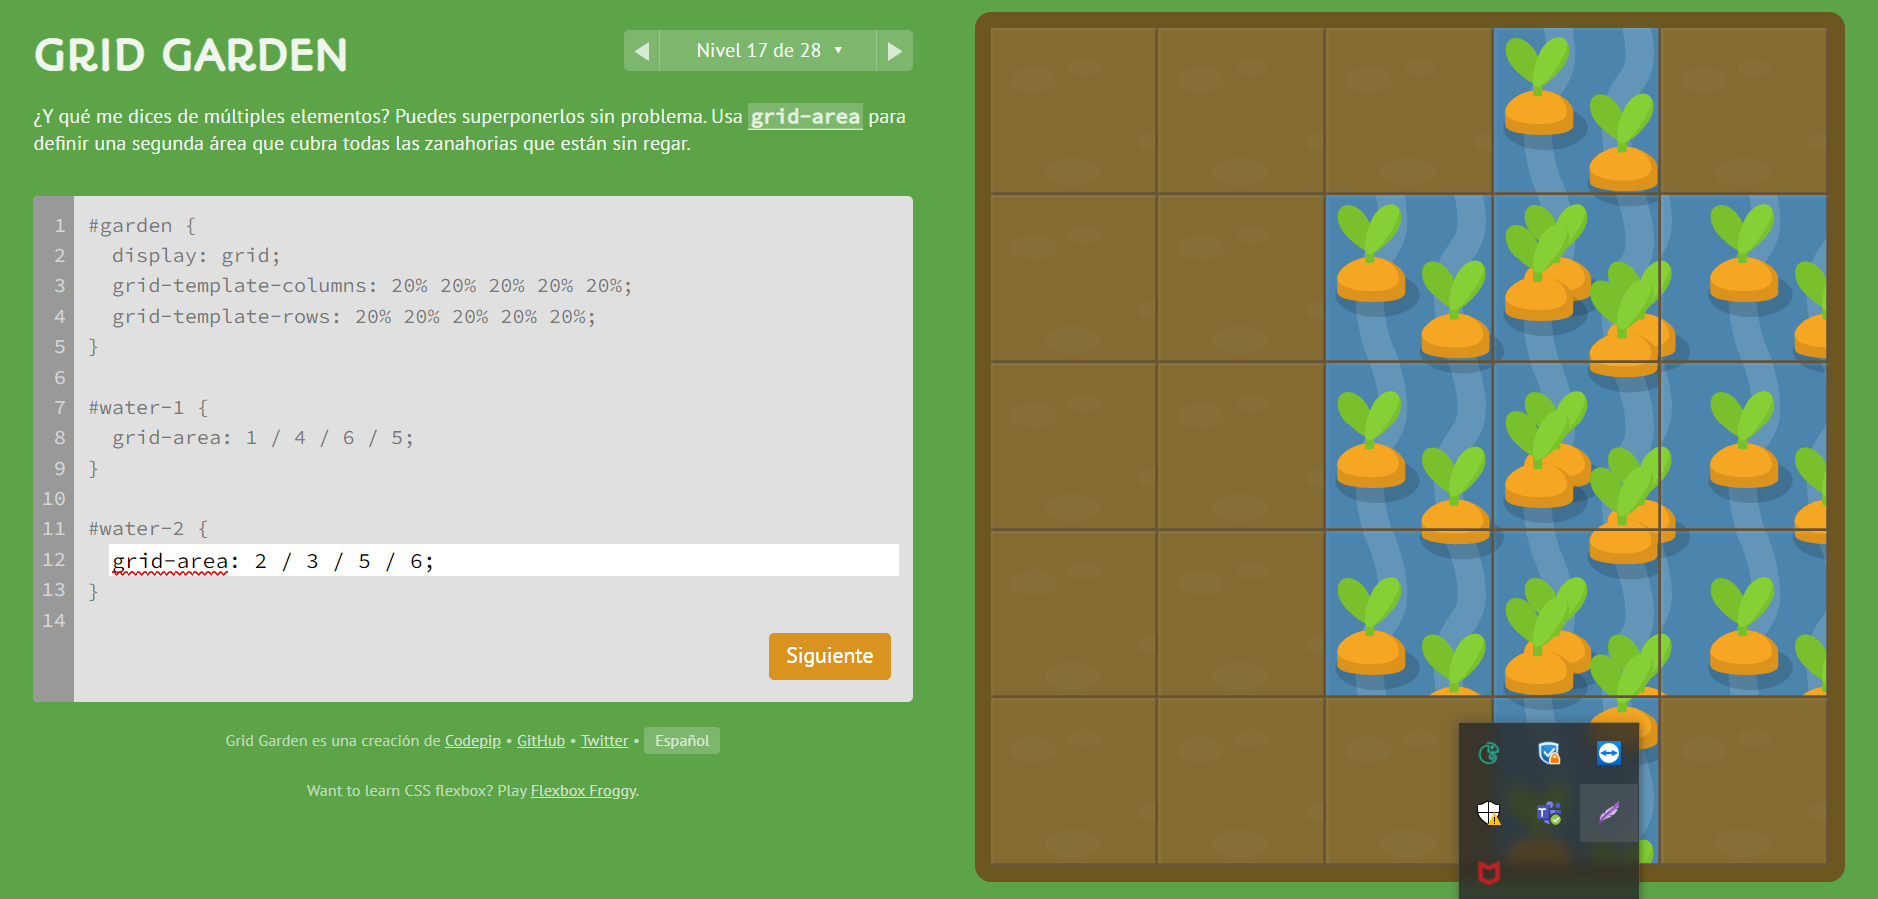 GRID GARDEN
◀ Nivel 17 de 28 ▼ ▶
¿Y qué me dices de múltiples elementos? Puedes superponerlos sin problema. Usa grid-area para
definir una segunda área que cubra todas las zanahorias que están sin regar.
1 #garden {
2 display: grid;
3 grid-template-columns: 20% 20% 20% 20% 20%;
4 grid-template-rows: 20% 20% 20% 20% 20%;
5 }
6
7 #water-1 {
8 grid-area: 1 / 4 / 6 / 5;
9 }
10
11 #water-2 {
12 grid-area: 2 / 3 / 5 / 6;
13 }
14
Siguiente
Grid Garden es una creación de Codepip • GitHub • Twitter • Español
Want to learn CSS flexbox? Play Flexbox Froggy.